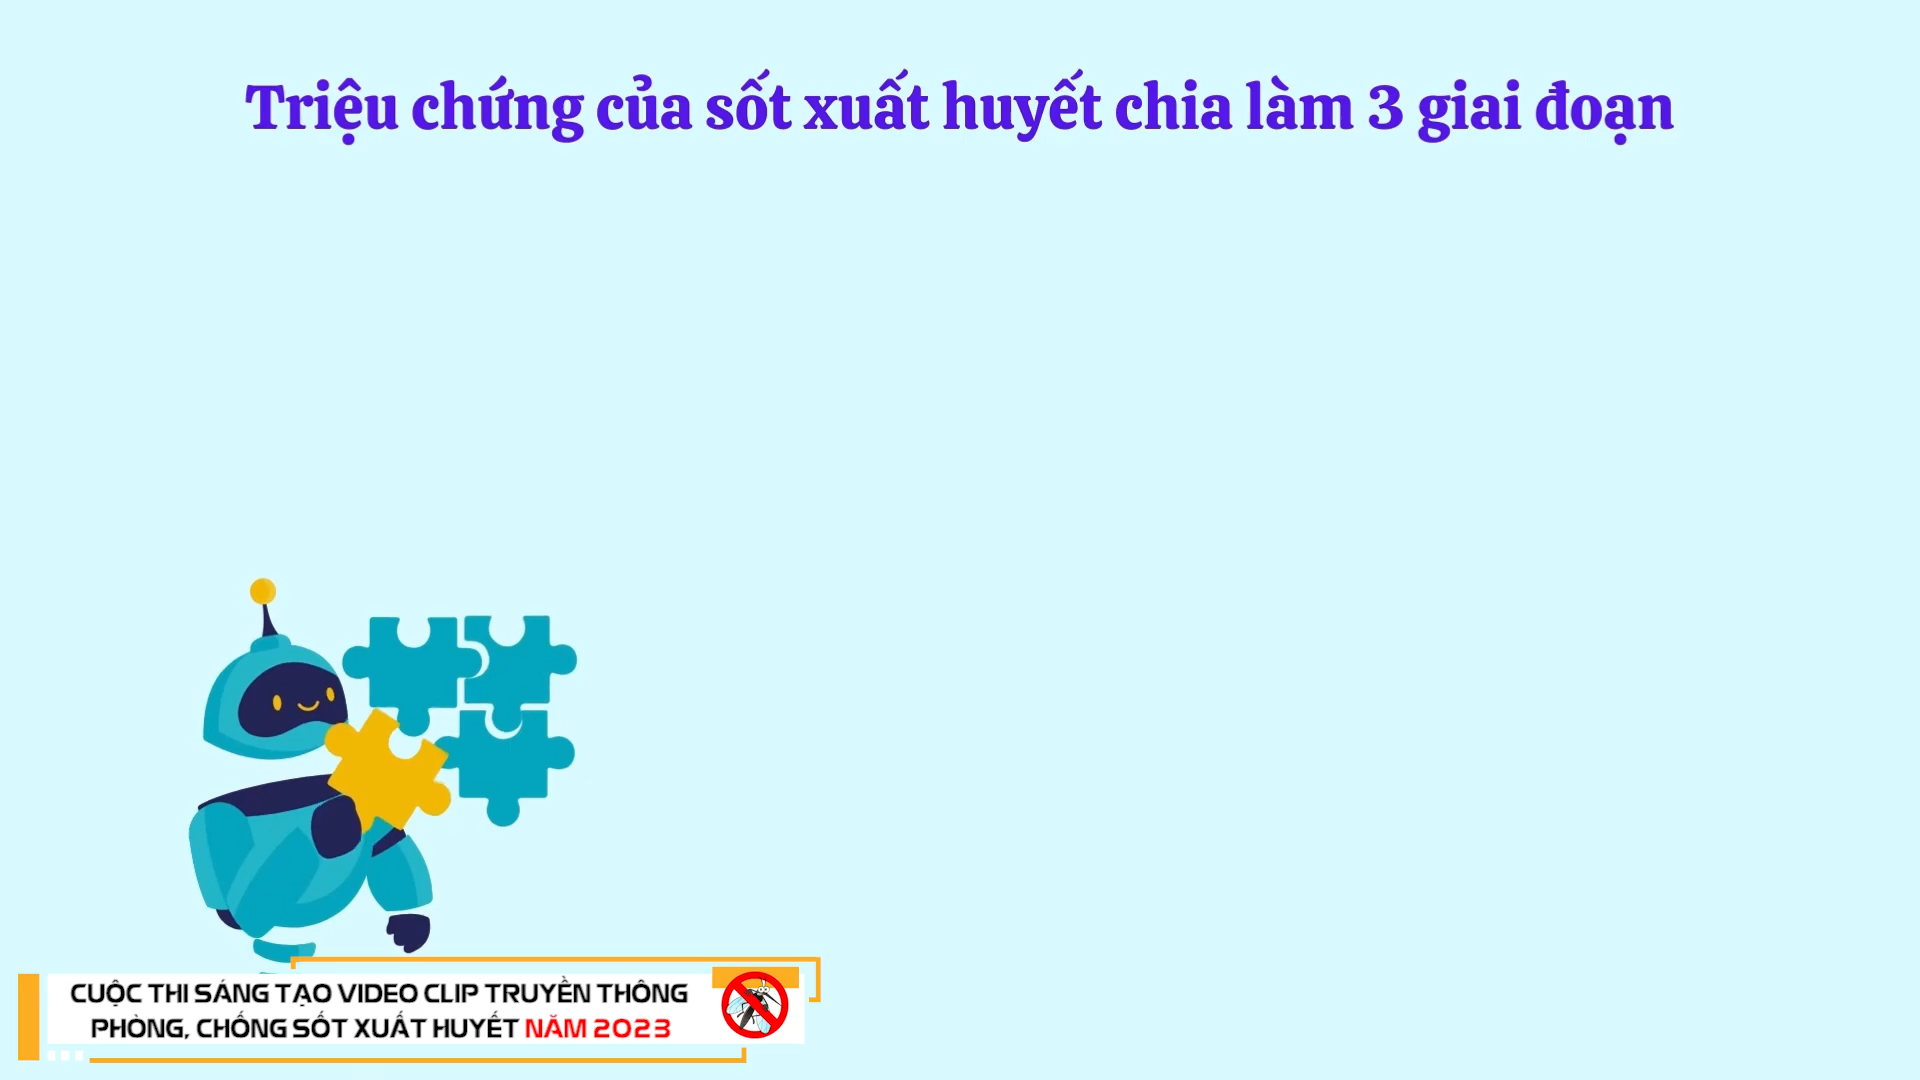 Triệu chứng của sốt xuất huyết chia làm 3 giai đoạn
CUỘC THI SÁNG TẠO VIDEO CLIP TRUYỀN THÔNG
PHÒNG, CHỐNG SỐT XUẤT HUYẾT NĂM 2023